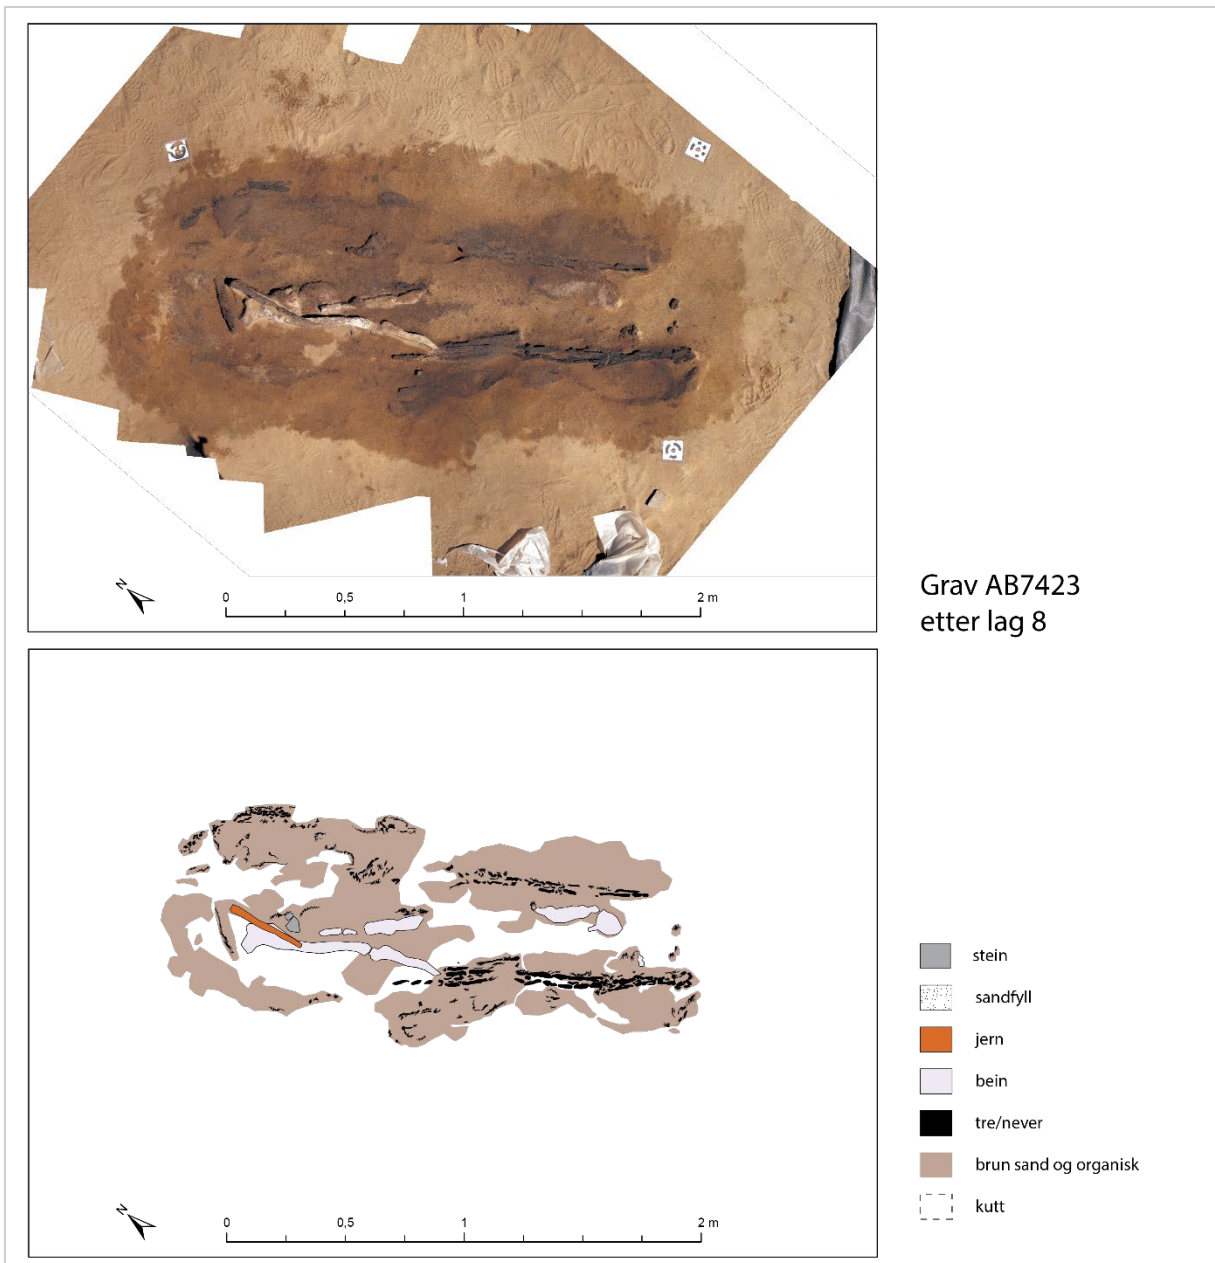 N
0
0,5
1
2 m
Grav AB7423
etter lag 8
N
0
0,5
1
2 m
stein
sandfyll
jern
bein
tre/never
brun sand og organisk
kutt